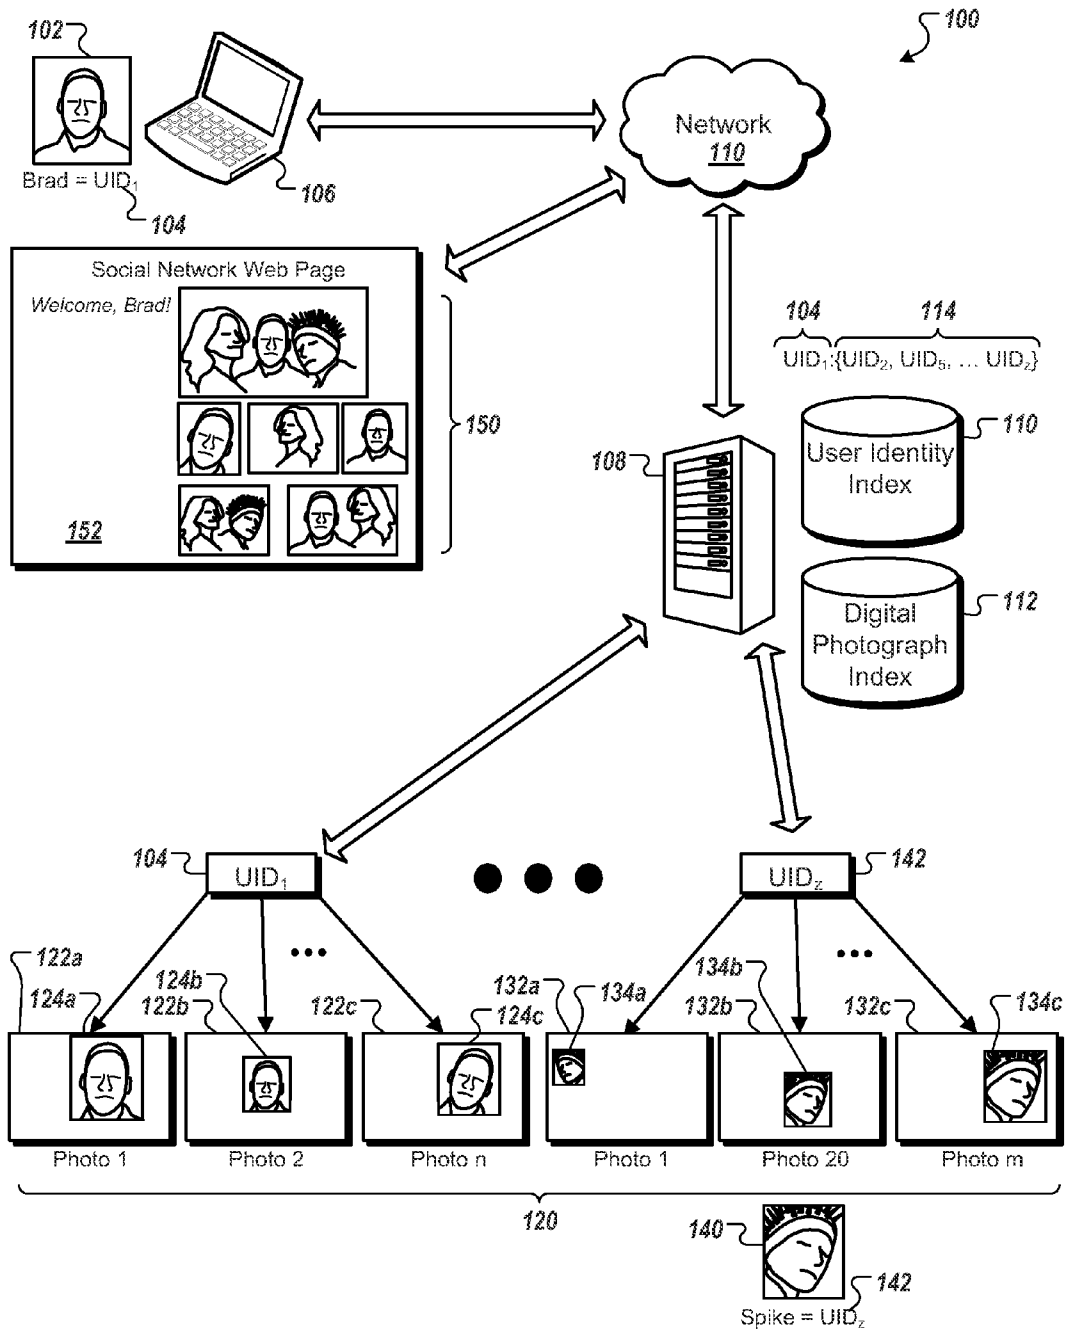 102
100
Network
110
106
Brad = UID1
104
Social Network Web Page
Welcome, Brad!
150
152
104
114
UID1:{UID2, UID5, ... UIDz}
110
User Identity
Index
108
112
Digital
Photograph
Index
104
UID1
142
UIDz
...
...
122a
124a
124b
122b
122c
124c
132a
134a
134b
132b
132c
134c
Photo 1
Photo 2
Photo n
Photo 1
Photo 20
Photo m
120
140
142
Spike = UIDz